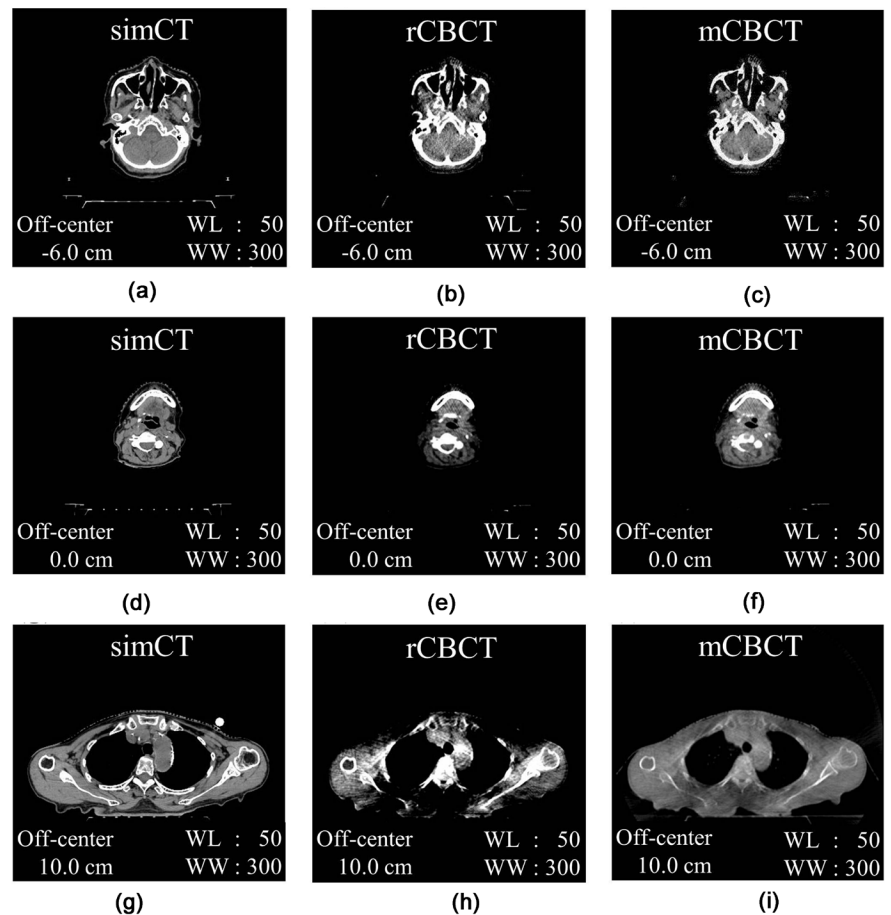 simCT rCBCT mCBCT
Off-center WL : 50 Off-center WL : 50 Off-center WL : 50
-6.0 cm WW : 300 -6.0 cm WW : 300 -6.0 cm WW : 300
(a) (b) (c)
simCT rCBCT mCBCT
Off-center WL : 50 Off-center WL : 50 Off-center WL : 50
0.0 cm WW : 300 0.0 cm WW : 300 0.0 cm WW : 300
(d) (e) (f)
simCT rCBCT mCBCT
Off-center WL : 50 Off-center WL : 50 Off-center WL : 50
10.0 cm WW : 300 10.0 cm WW : 300 10.0 cm WW : 300
(g) (h) (i)